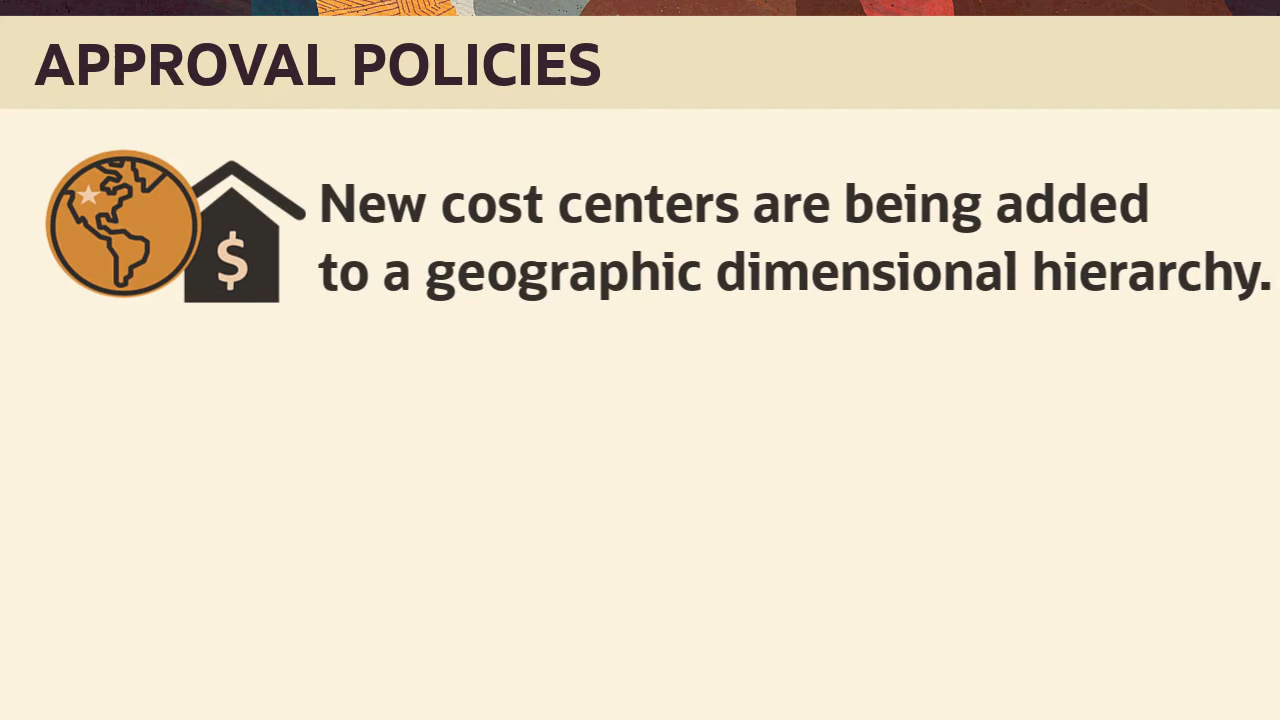 APPROVAL POLICIES
$
New cost centers are being added
to a geographic dimensional hierarchy.